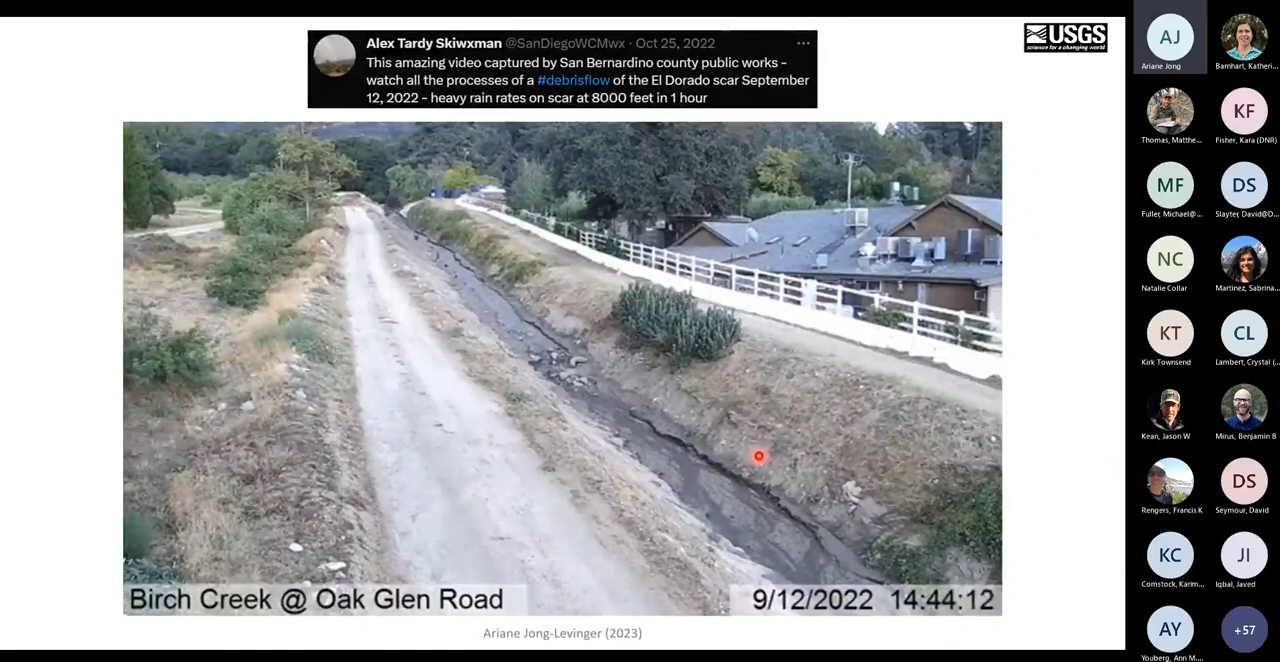 Alex Tardy Skiwxman @SanDiegoWCMwx · Oct 25, 2022 ···
This amazing video captured by San Bernardino county public works -
watch all the processes of a #debrisflow of the El Dorado scar September
12, 2022 - heavy rain rates on scar at 8000 feet in 1 hour
USGS
science for a changing world
Birch Creek @ Oak Glen Road
9/12/2022 14:44:12
Ariane Jong-Levinger (2023)
AJ
Ariane Jong
Barnhart, Katheri...
Thomas, Matthe...
KF
Fisher, Kara (DNR)
MF
Fuller, Michael@...
DS
Slayter, David@D...
NC
Natalie Collar
Martinez, Sabrina...
KT
Kirk Townsend
CL
Lambert, Crystal (...
Kean, Jason W
Mirus, Benjamin B
Rengers, Francis K
DS
Seymour, David
KC
Comstock, Karim...
JI
Iqbal, Javed
AY
Youberg, Ann M....
+57